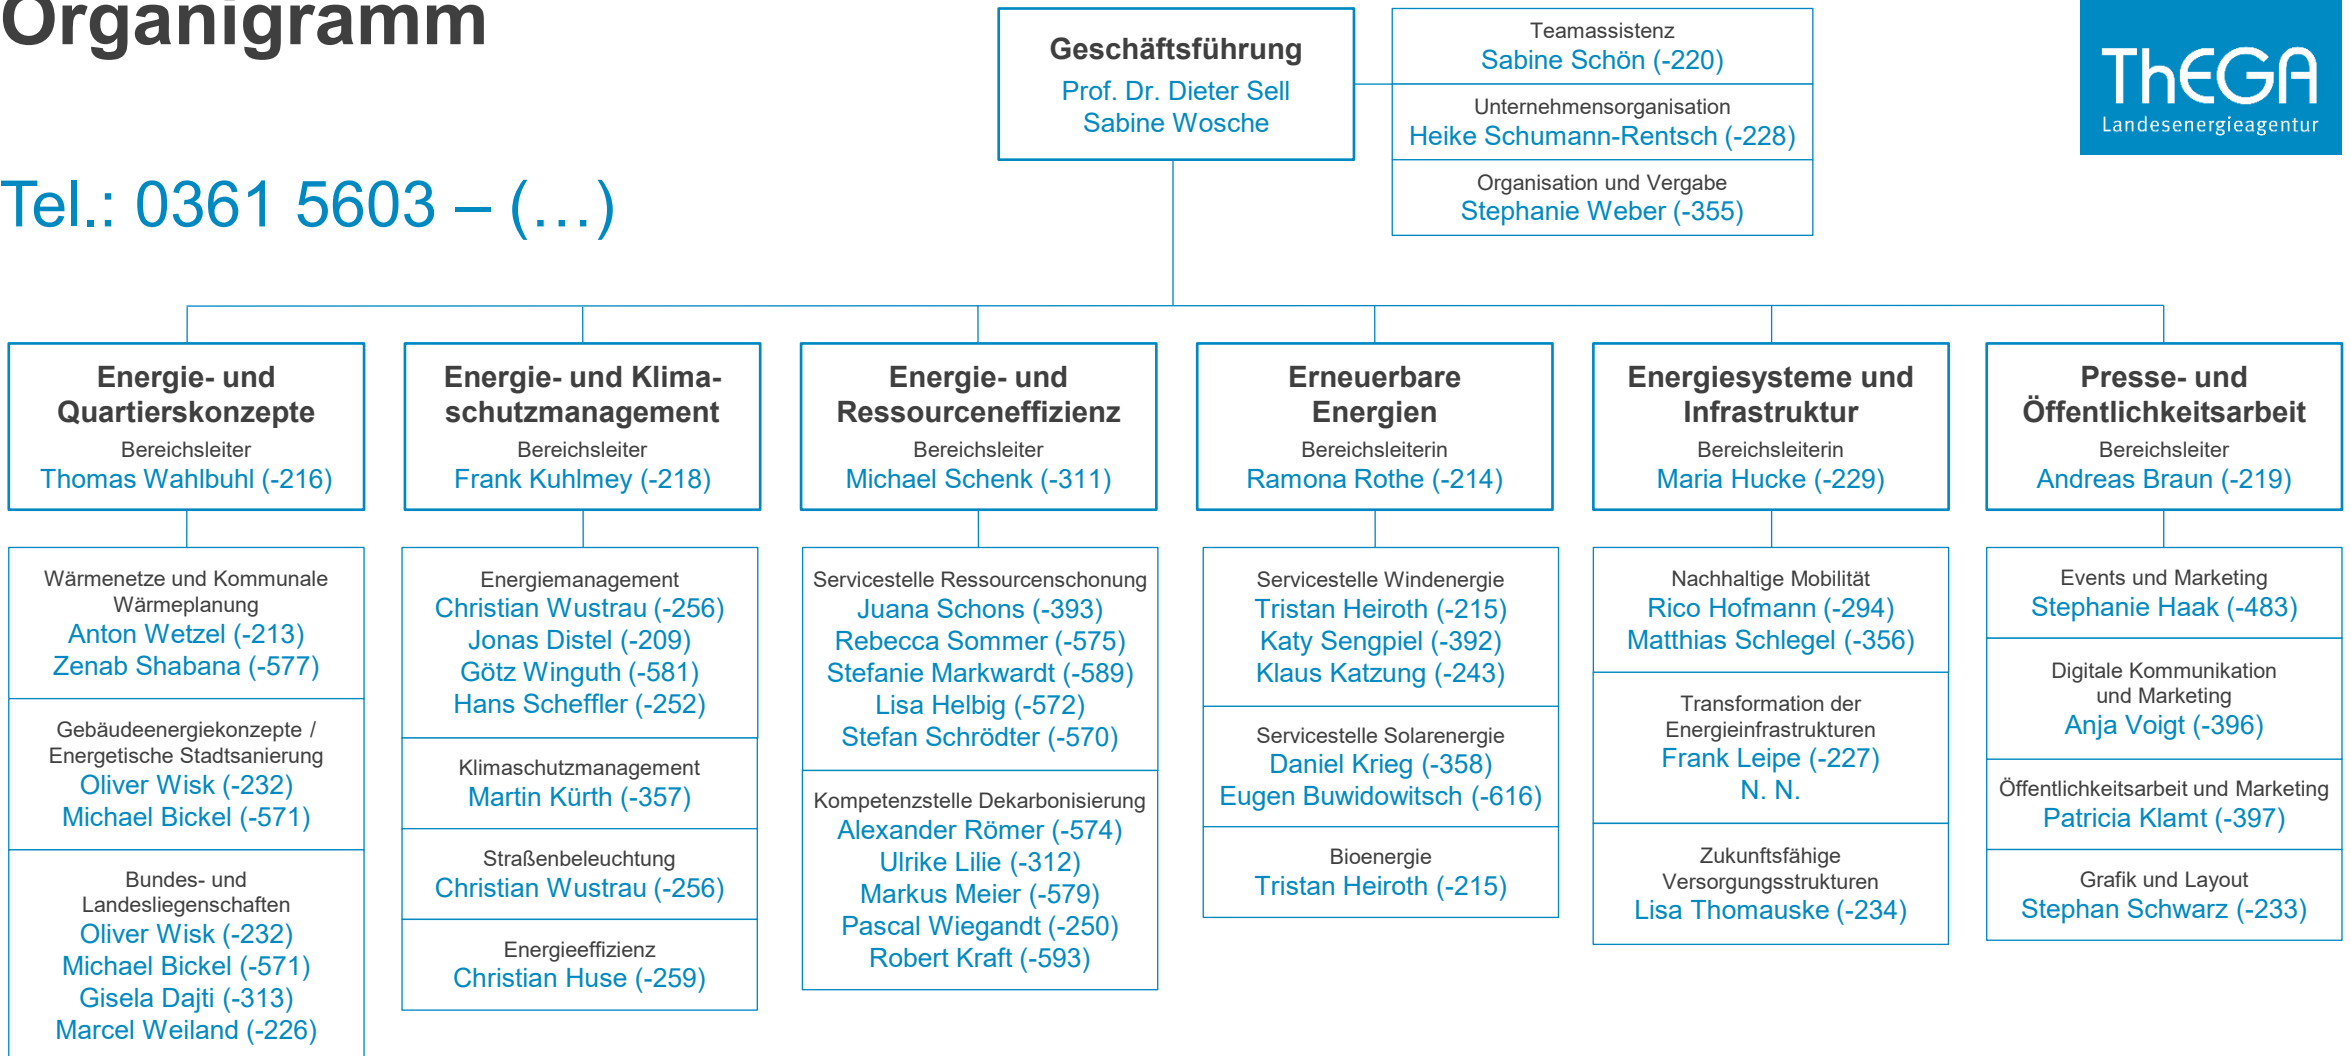 Organigramm
Tel.: 0361 5603 – (…)
Geschäftsführung
Prof. Dr. Dieter Sell
Sabine Wosche
Teamassistenz
Sabine Schön (-220)
Unternehmensorganisation
Heike Schumann-Rentsch (-228)
Organisation und Vergabe
Stephanie Weber (-355)
ThEGA
Landesenergieagentur
Energie- und
Quartierskonzepte
Bereichsleiter
Thomas Wahlbuhl (-216)
Wärmenetze und Kommunale
Wärmeplanung
Anton Wetzel (-213)
Zenab Shabana (-577)
Gebäudeenergiekonzepte /
Energetische Stadtsanierung
Oliver Wisk (-232)
Michael Bickel (-571)
Bundes- und
Landesliegenschaften
Oliver Wisk (-232)
Michael Bickel (-571)
Gisela Dajti (-313)
Marcel Weiland (-226)
Energie- und Klima-
schutzmanagement
Bereichsleiter
Frank Kuhlmey (-218)
Energiemanagement
Christian Wustrau (-256)
Jonas Distel (-209)
Götz Winguth (-581)
Hans Scheffler (-252)
Klimaschutzmanagement
Martin Kürth (-357)
Straßenbeleuchtung
Christian Wustrau (-256)
Energieeffizienz
Christian Huse (-259)
Energie- und
Ressourceneffizienz
Bereichsleiter
Michael Schenk (-311)
Servicestelle Ressourcenschonung
Juana Schons (-393)
Rebecca Sommer (-575)
Stefanie Markwardt (-589)
Lisa Helbig (-572)
Stefan Schrödter (-570)
Kompetenzstelle Dekarbonisierung
Alexander Römer (-574)
Ulrike Lilie (-312)
Markus Meier (-579)
Pascal Wiegandt (-250)
Robert Kraft (-593)
Erneuerbare
Energien
Bereichsleiterin
Ramona Rothe (-214)
Servicestelle Windenergie
Tristan Heiroth (-215)
Katy Sengpiel (-392)
Klaus Katzung (-243)
Servicestelle Solarenergie
Daniel Krieg (-358)
Eugen Buwidowitsch (-616)
Bioenergie
Tristan Heiroth (-215)
Energiesysteme und
Infrastruktur
Bereichsleiterin
Maria Hucke (-229)
Nachhaltige Mobilität
Rico Hofmann (-294)
Matthias Schlegel (-356)
Transformation der
Energieinfrastrukturen
Frank Leipe (-227)
N. N.
Zukunftsfähige
Versorgungsstrukturen
Lisa Thomauske (-234)
Presse- und
Öffentlichkeitsarbeit
Bereichsleiter
Andreas Braun (-219)
Events und Marketing
Stephanie Haak (-483)
Digitale Kommunikation
und Marketing
Anja Voigt (-396)
Öffentlichkeitsarbeit und Marketing
Patricia Klamt (-397)
Grafik und Layout
Stephan Schwarz (-233)